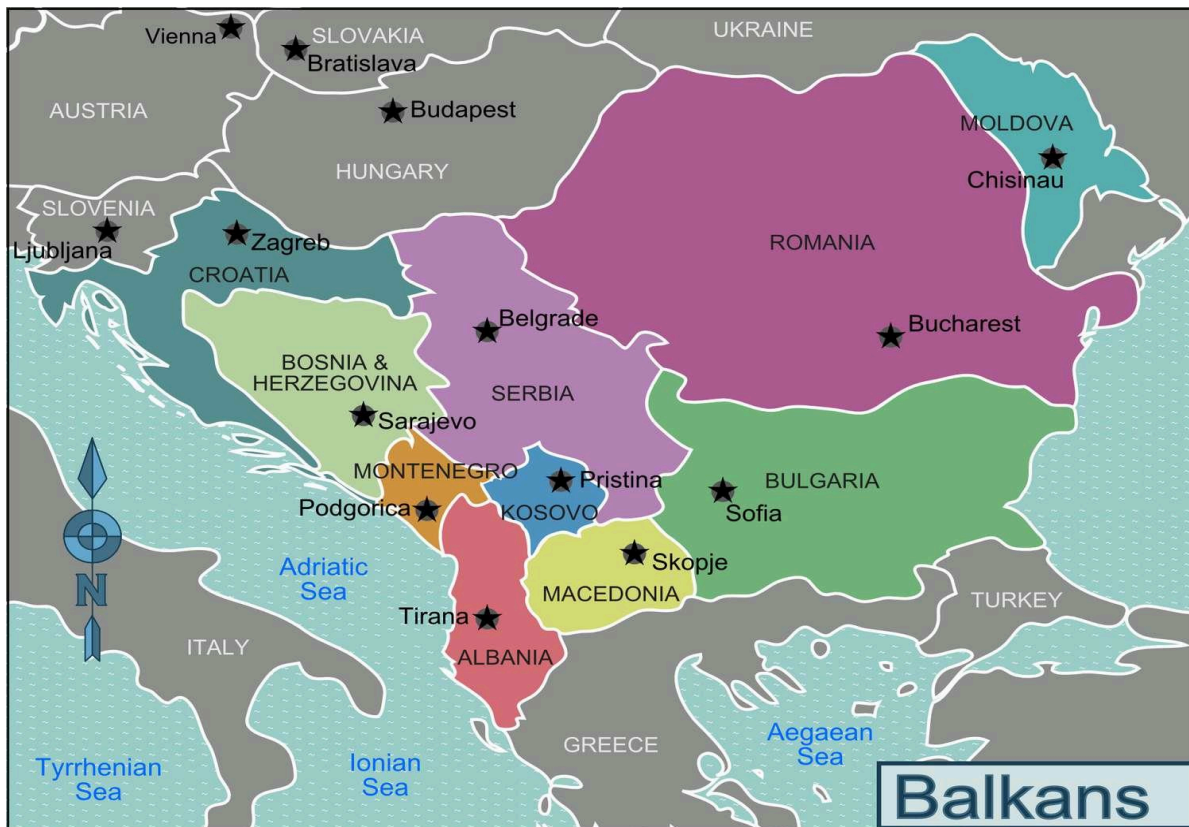 Vienna
SLOVAKIA
Bratislava
UKRAINE
AUSTRIA
Budapest
HUNGARY
MOLDOVA
Chisinau
SLOVENIA
Ljubljana
Zagreb
CROATIA
ROMANIA
Belgrade
Bucharest
BOSNIA &
HERZEGOVINA
SERBIA
Sarajevo
MONTENEGRO
Pristina
BULGARIA
Podgorica
KOSOVO
Sofia
Adriatic
Sea
Skopje
MACEDONIA
N
TURKEY
Tirana
ITALY
ALBANIA
GREECE
Aegaean
Sea
Tyrrhenian
Sea
Ionian
Sea
Balkans